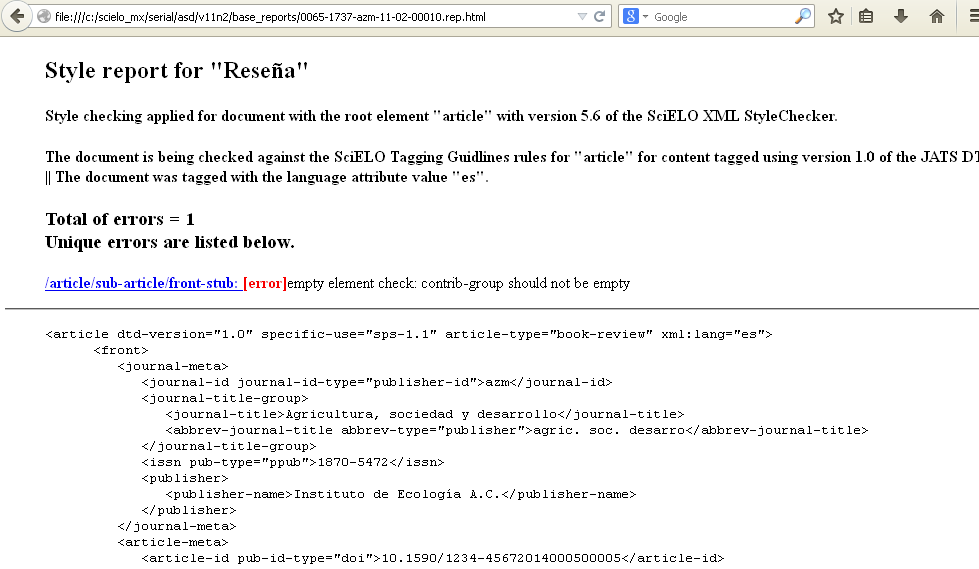 file:///c:/scielo_mx/serial/asd/v11n2/base_reports/0065-1737-azm-11-02-00010.rep.html
8 Google
Style report for "Reseña"
Style checking applied for document with the root element "article" with version 5.6 of the SciELO XML StyleChecker.
The document is being checked against the SciELO Tagging Guidlines rules for "article" for content tagged using version 1.0 of the JATS DT
|| The document was tagged with the language attribute value "es".
Total of errors = 1
Unique errors are listed below.
/article/sub-article/front-stub: [error]empty element check: contrib-group should not be empty
<article dtd-version="1.0" specific-use="sps-1.1" article-type="book-review" xml:lang="es">
<front>
<journal-meta>
<journal-id journal-id-type="publisher-id">azm</journal-id>
<journal-title-group>
<journal-title>Agricultura, sociedad y desarrollo</journal-title>
<abbrev-journal-title abbrev-type="publisher">agric. soc. desarro</abbrev-journal-title>
</journal-title-group>
<issn pub-type="ppub">1870-5472</issn>
<publisher>
<publisher-name>Instituto de Ecología A.C.</publisher-name>
</publisher>
</journal-meta>
<article-meta>
<article-id pub-id-type="doi">10.1590/1234-45672014000500005</article-id>